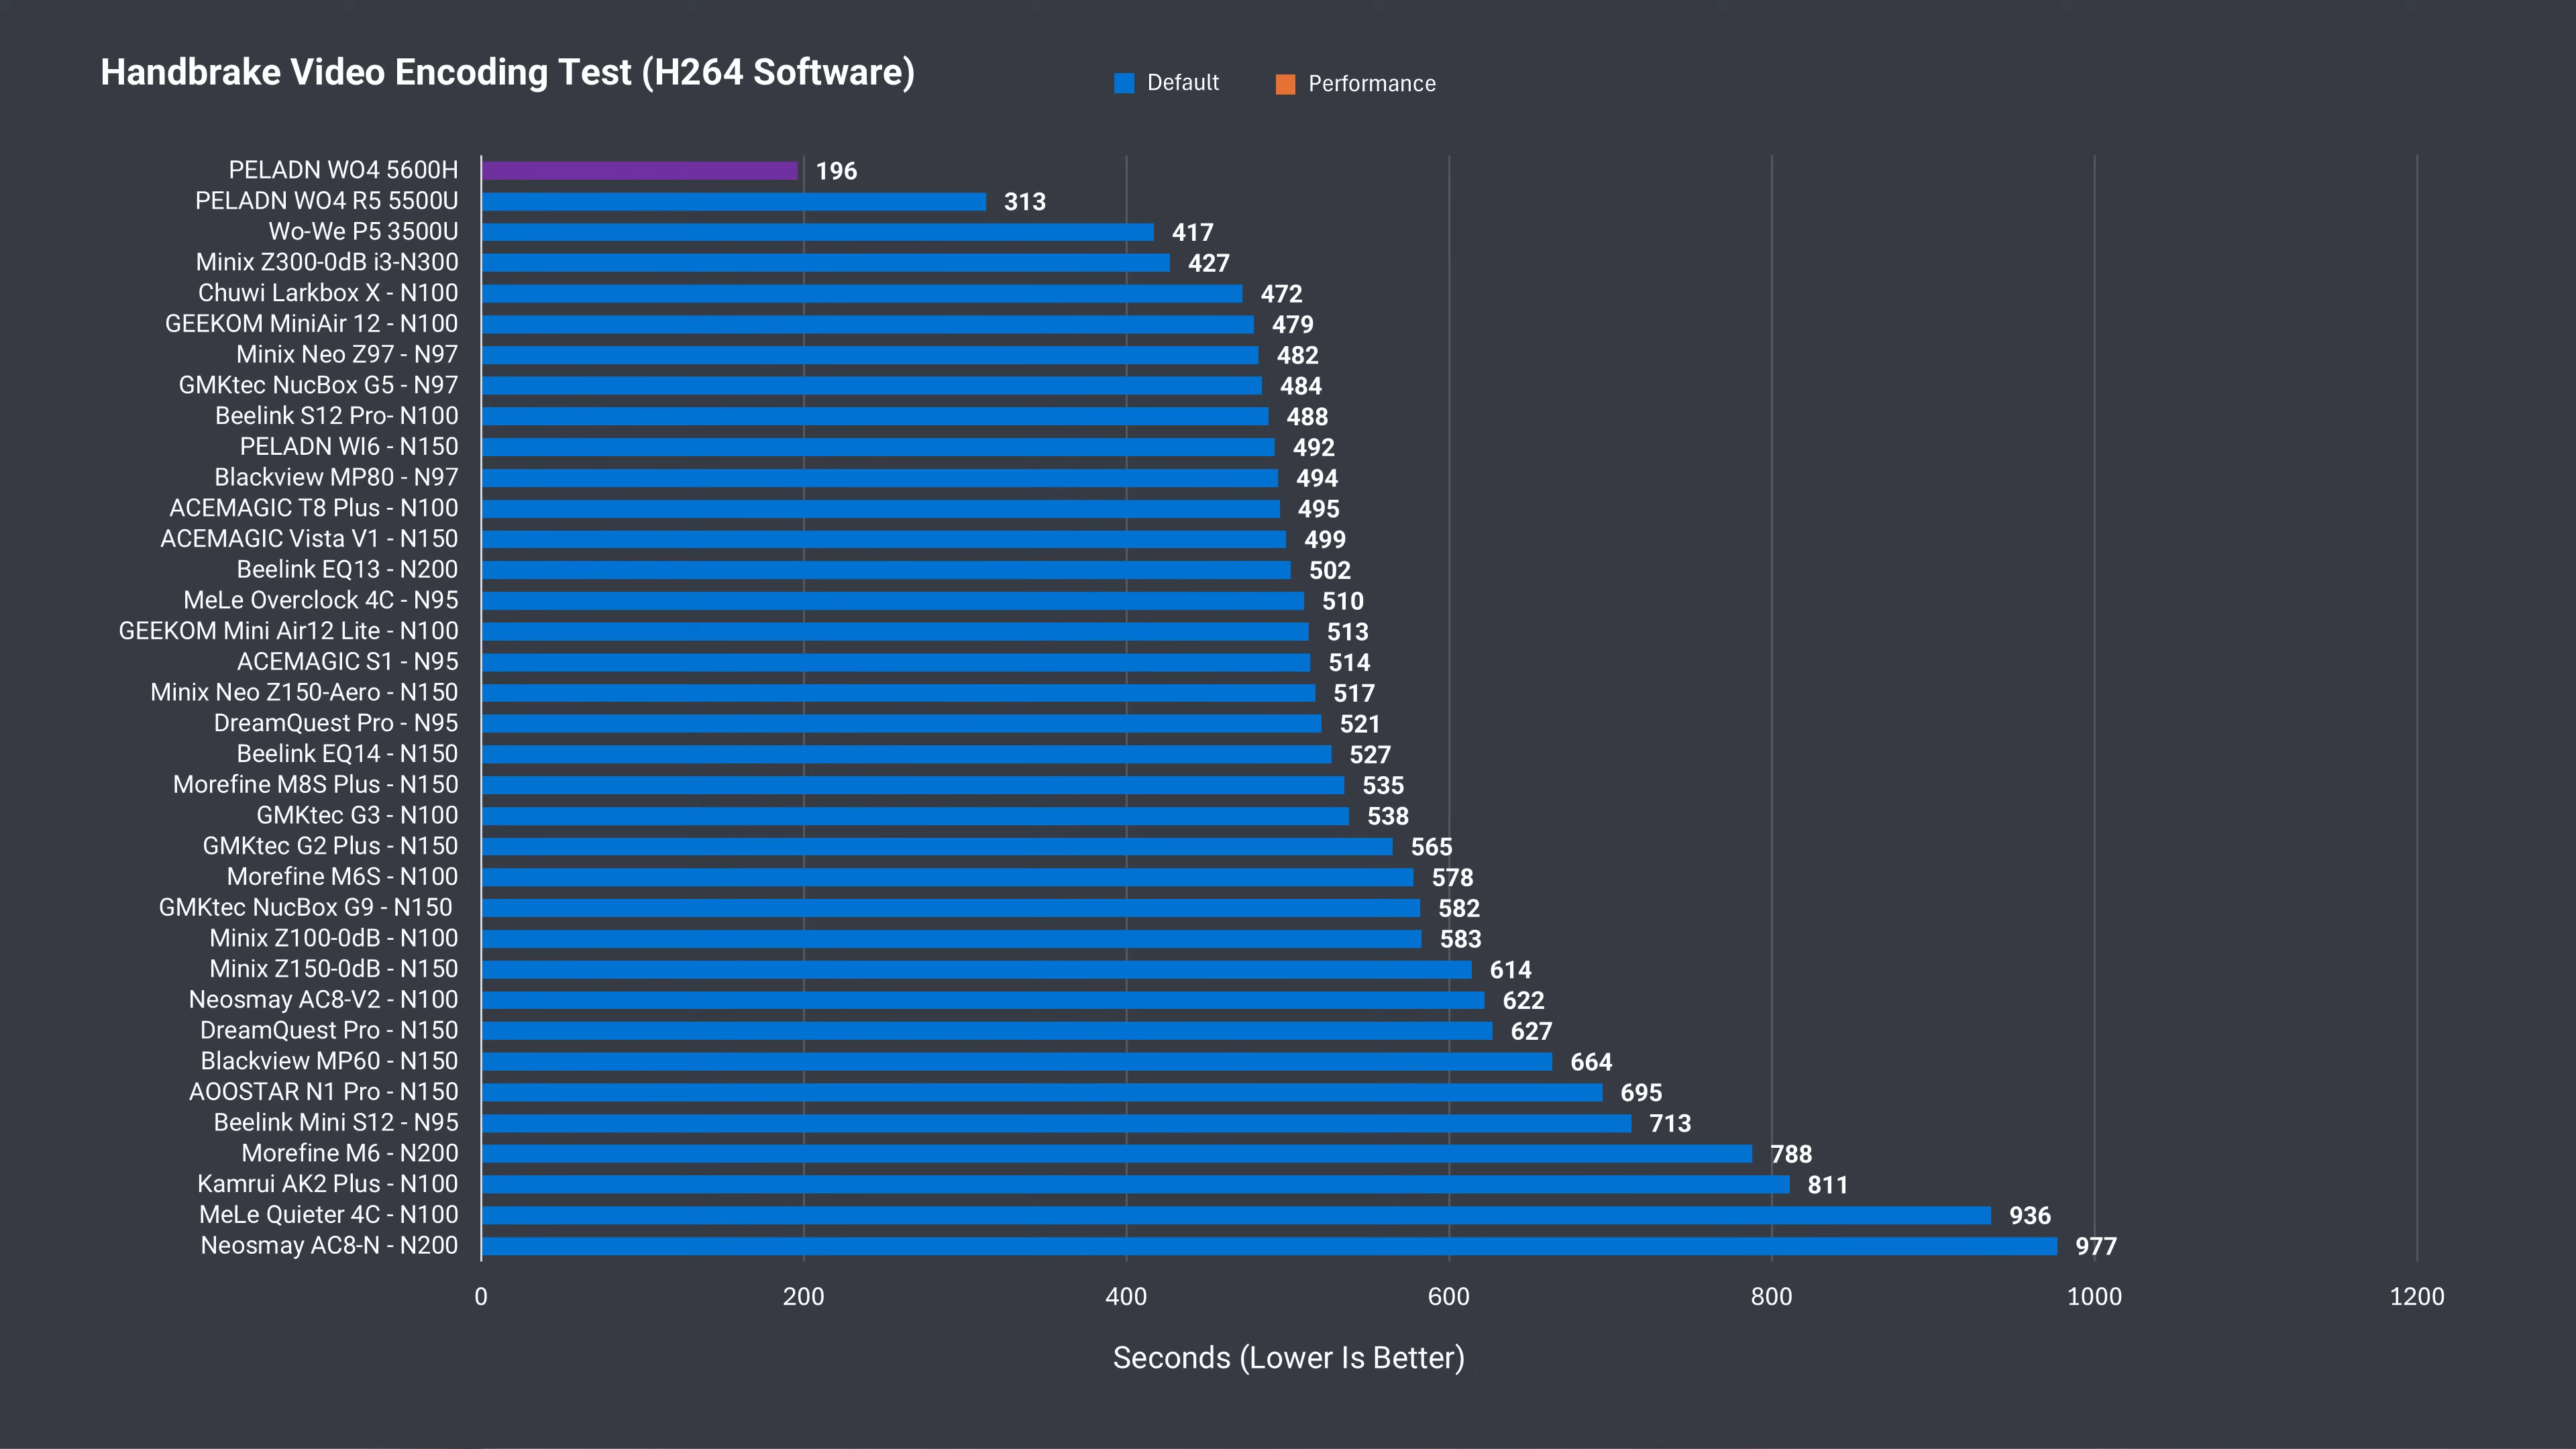 Handbrake Video Encoding Test (H264 Software)
Default
Performance
PELADN WO4 5600H 196
PELADN WO4 R5 5500U 313
Wo-We P5 3500U 417
Minix Z300-0dB i3-N300 427
Chuwi Larkbox X - N100 472
GEEKOM MiniAir 12 - N100 479
Minix Neo Z97 - N97 482
GMKtec NucBox G5 - N97 484
Beelink S12 Pro- N100 488
PELADN WI6 - N150 492
Blackview MP80 - N97 494
ACEMAGIC T8 Plus - N100 495
ACEMAGIC Vista V1 - N150 499
Beelink EQ13 - N200 502
MeLe Overclock 4C - N95 510
GEEKOM Mini Air12 Lite - N100 513
ACEMAGIC S1 - N95 514
Minix Neo Z150-Aero - N150 517
DreamQuest Pro - N95 521
Beelink EQ14 - N150 527
Morefine M8S Plus - N150 535
GMKtec G3 - N100 538
GMKtec G2 Plus - N150 565
Morefine M6S - N100 578
GMKtec NucBox G9 - N150 582
Minix Z100-0dB - N100 583
Minix Z150-0dB - N150 614
Neosmay AC8-V2 - N100 622
DreamQuest Pro - N150 627
Blackview MP60 - N150 664
AOOSTAR N1 Pro - N150 695
Beelink Mini S12 - N95 713
Morefine M6 - N200 788
Kamrui AK2 Plus - N100 811
MeLe Quieter 4C - N100 936
Neosmay AC8-N - N200 977
0 200 400 600 800 1000 1200
Seconds (Lower Is Better)